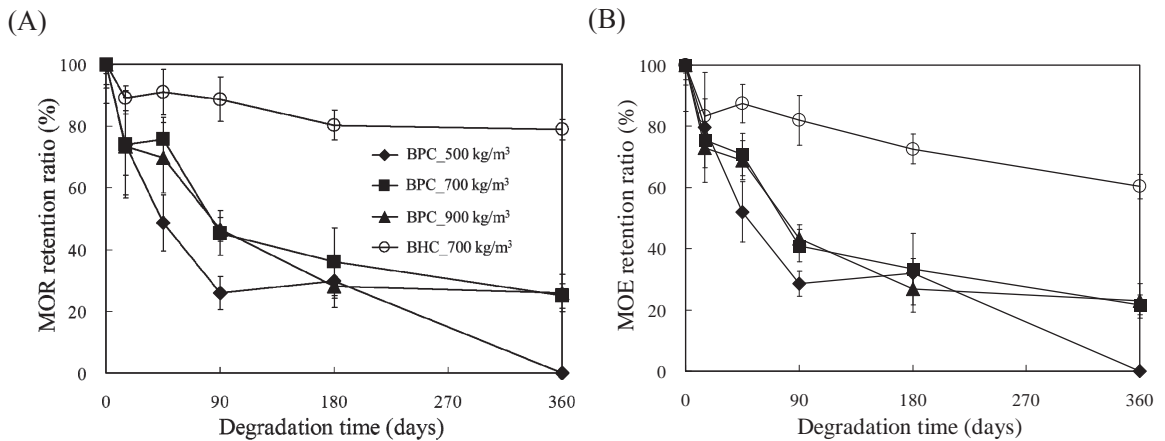 (A)
MOR retention ratio (%)
100
80
60
40
20
0
BPC_500 kg/m³
BPC_700 kg/m³
BPC_900 kg/m³
BHC_700 kg/m³
0 90 180 270 360
Degradation time (days)
(B)
MOE retention ratio (%)
100
80
60
40
20
0
0 90 180 270 360
Degradation time (days)